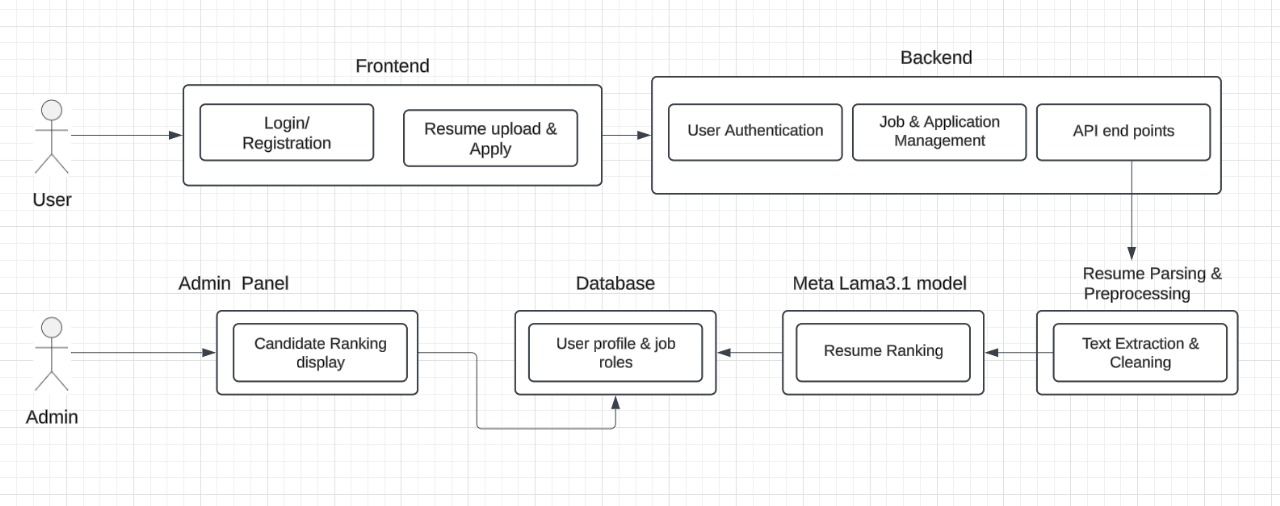 Frontend
Backend
Login/
Registration
Resume upload &
Apply
User Authentication
Job & Application
Management
API end points
User
Admin  Panel
Database
Meta Lama3.1 model
Resume Parsing &
Preprocessing
Candidate Ranking
display
User profile & job
roles
Resume Ranking
Text Extraction &
Cleaning
Admin